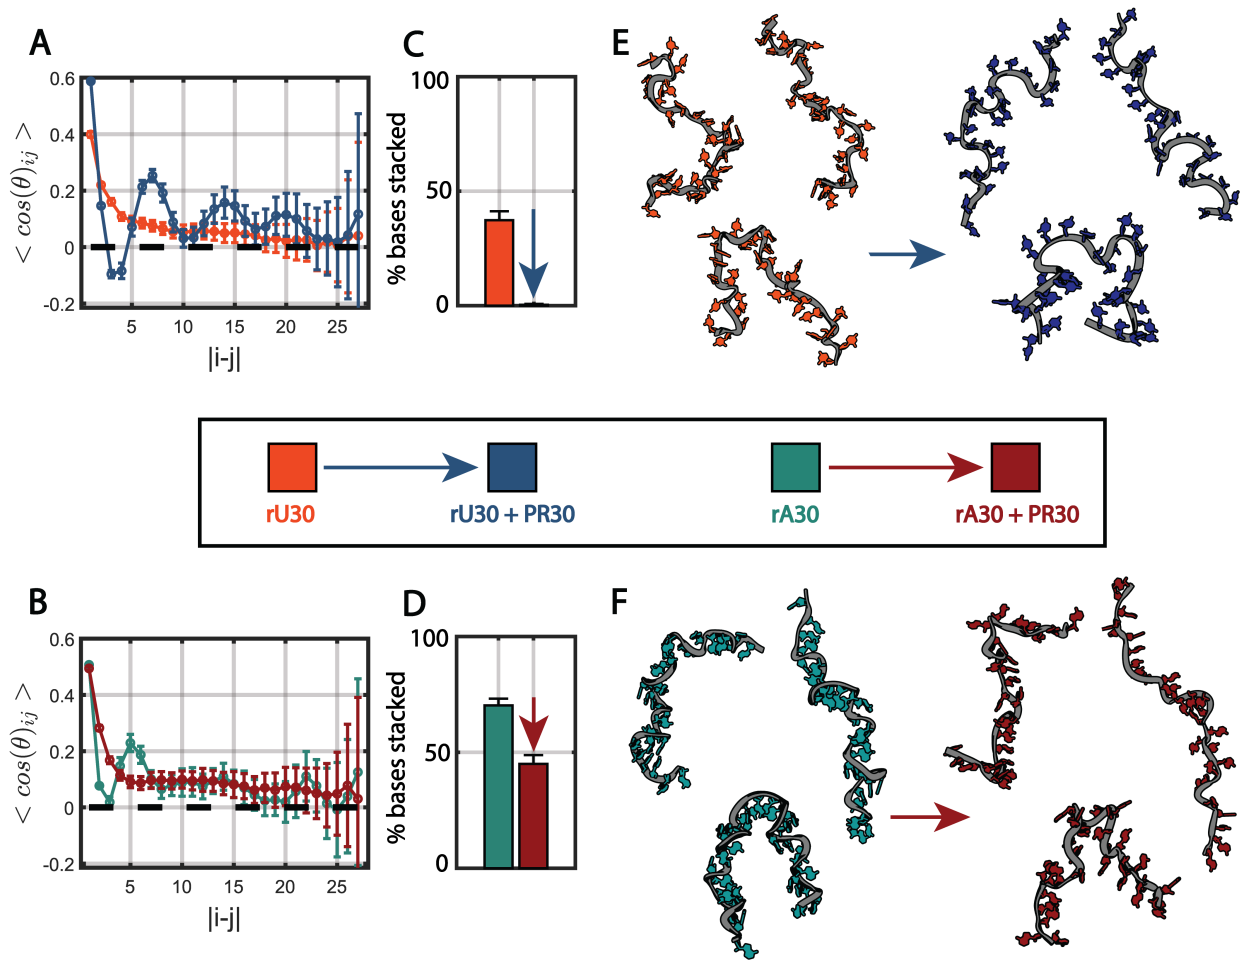 A
0.6
0.4
0.2
0
-0.2
< cos(θ)ij >
5 10 15 20 25
|i-j|
C
100
50
0
% bases stacked
E
rU30
rU30 + PR30
rA30
rA30 + PR30
B
0.6
0.4
0.2
0
-0.2
< cos(θ)ij >
5 10 15 20 25
|i-j|
D
100
50
0
% bases stacked
F